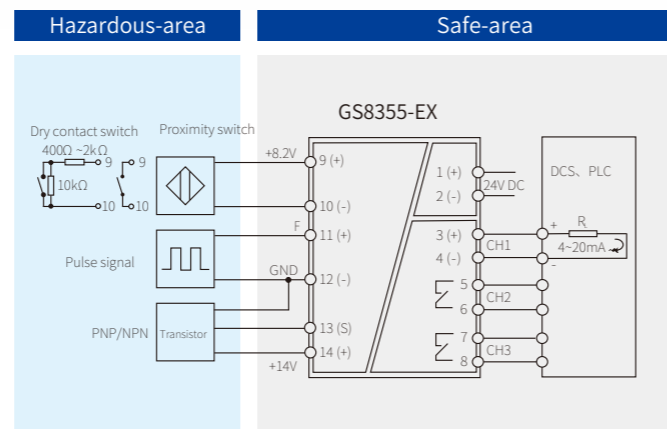 Hazardous-area
Safe-area
GS8355-EX
Dry contact switch
Proximity switch
400Ω ~2kΩ
9
9
10kΩ
10
10
+8.2V
9 (+)
10 (-)
F
11 (+)
Pulse signal
GND
12 (-)
PNP/NPN
Transistor
13 (S)
14 (+)
+14V
1 (+)
2 (-)
24V DC
3 (+)
4 (-)
CH1
5
6
CH2
7
8
CH3
DCS、PLC
+
RL
4~20mA
-